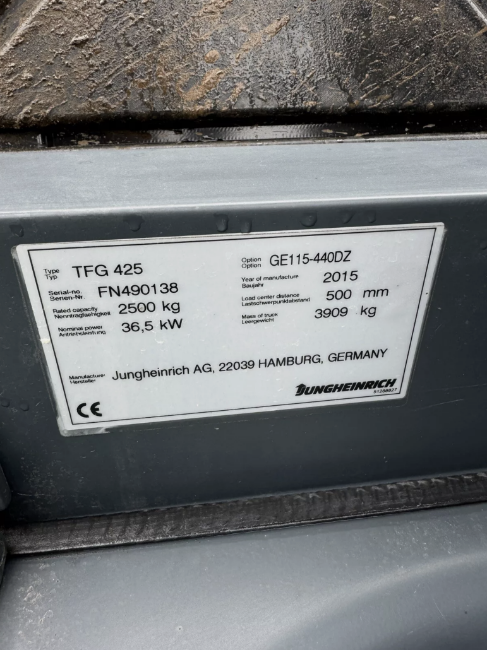 Type TFG 425 Option GE115-440DZ
Typ Option
Serial-no. FN490138 Year of manufacture 2015
Serien-Nr. Baujahr
Rated capacity 2500 kg Load center distance 500 mm
Nenntragfähigkeit Lastschwerpunktabstand
Nominal power 36,5 kW Mass of truck 3909 kg
Antriebsleistung Leergewicht
Manufacturer Jungheinrich AG, 22039 HAMBURG, GERMANY
Hersteller
CE JUNGHEINRICH